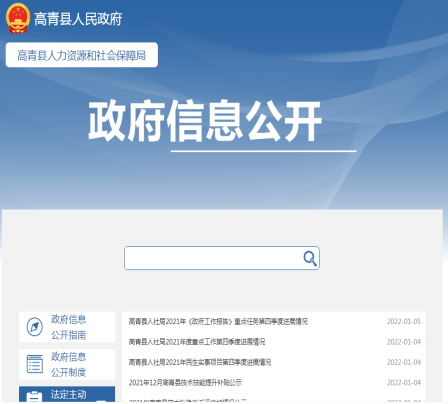 高青县人民政府
高青县人力资源和社会保障局
政府信息公开
政府信息
公开指南
政府信息
公开制度
法定主动
高青县人社局2021年《政府工作报告》重点任务第四季度进展情况 2022-01-05
高青县人社局2021年度重点工作第四季度进展情况 2022-01-04
高青县人社局2021年民生实事项目第四季度进展情况 2022-01-04
2021年12月高青县技术技能提升补贴公示 2022-01-04